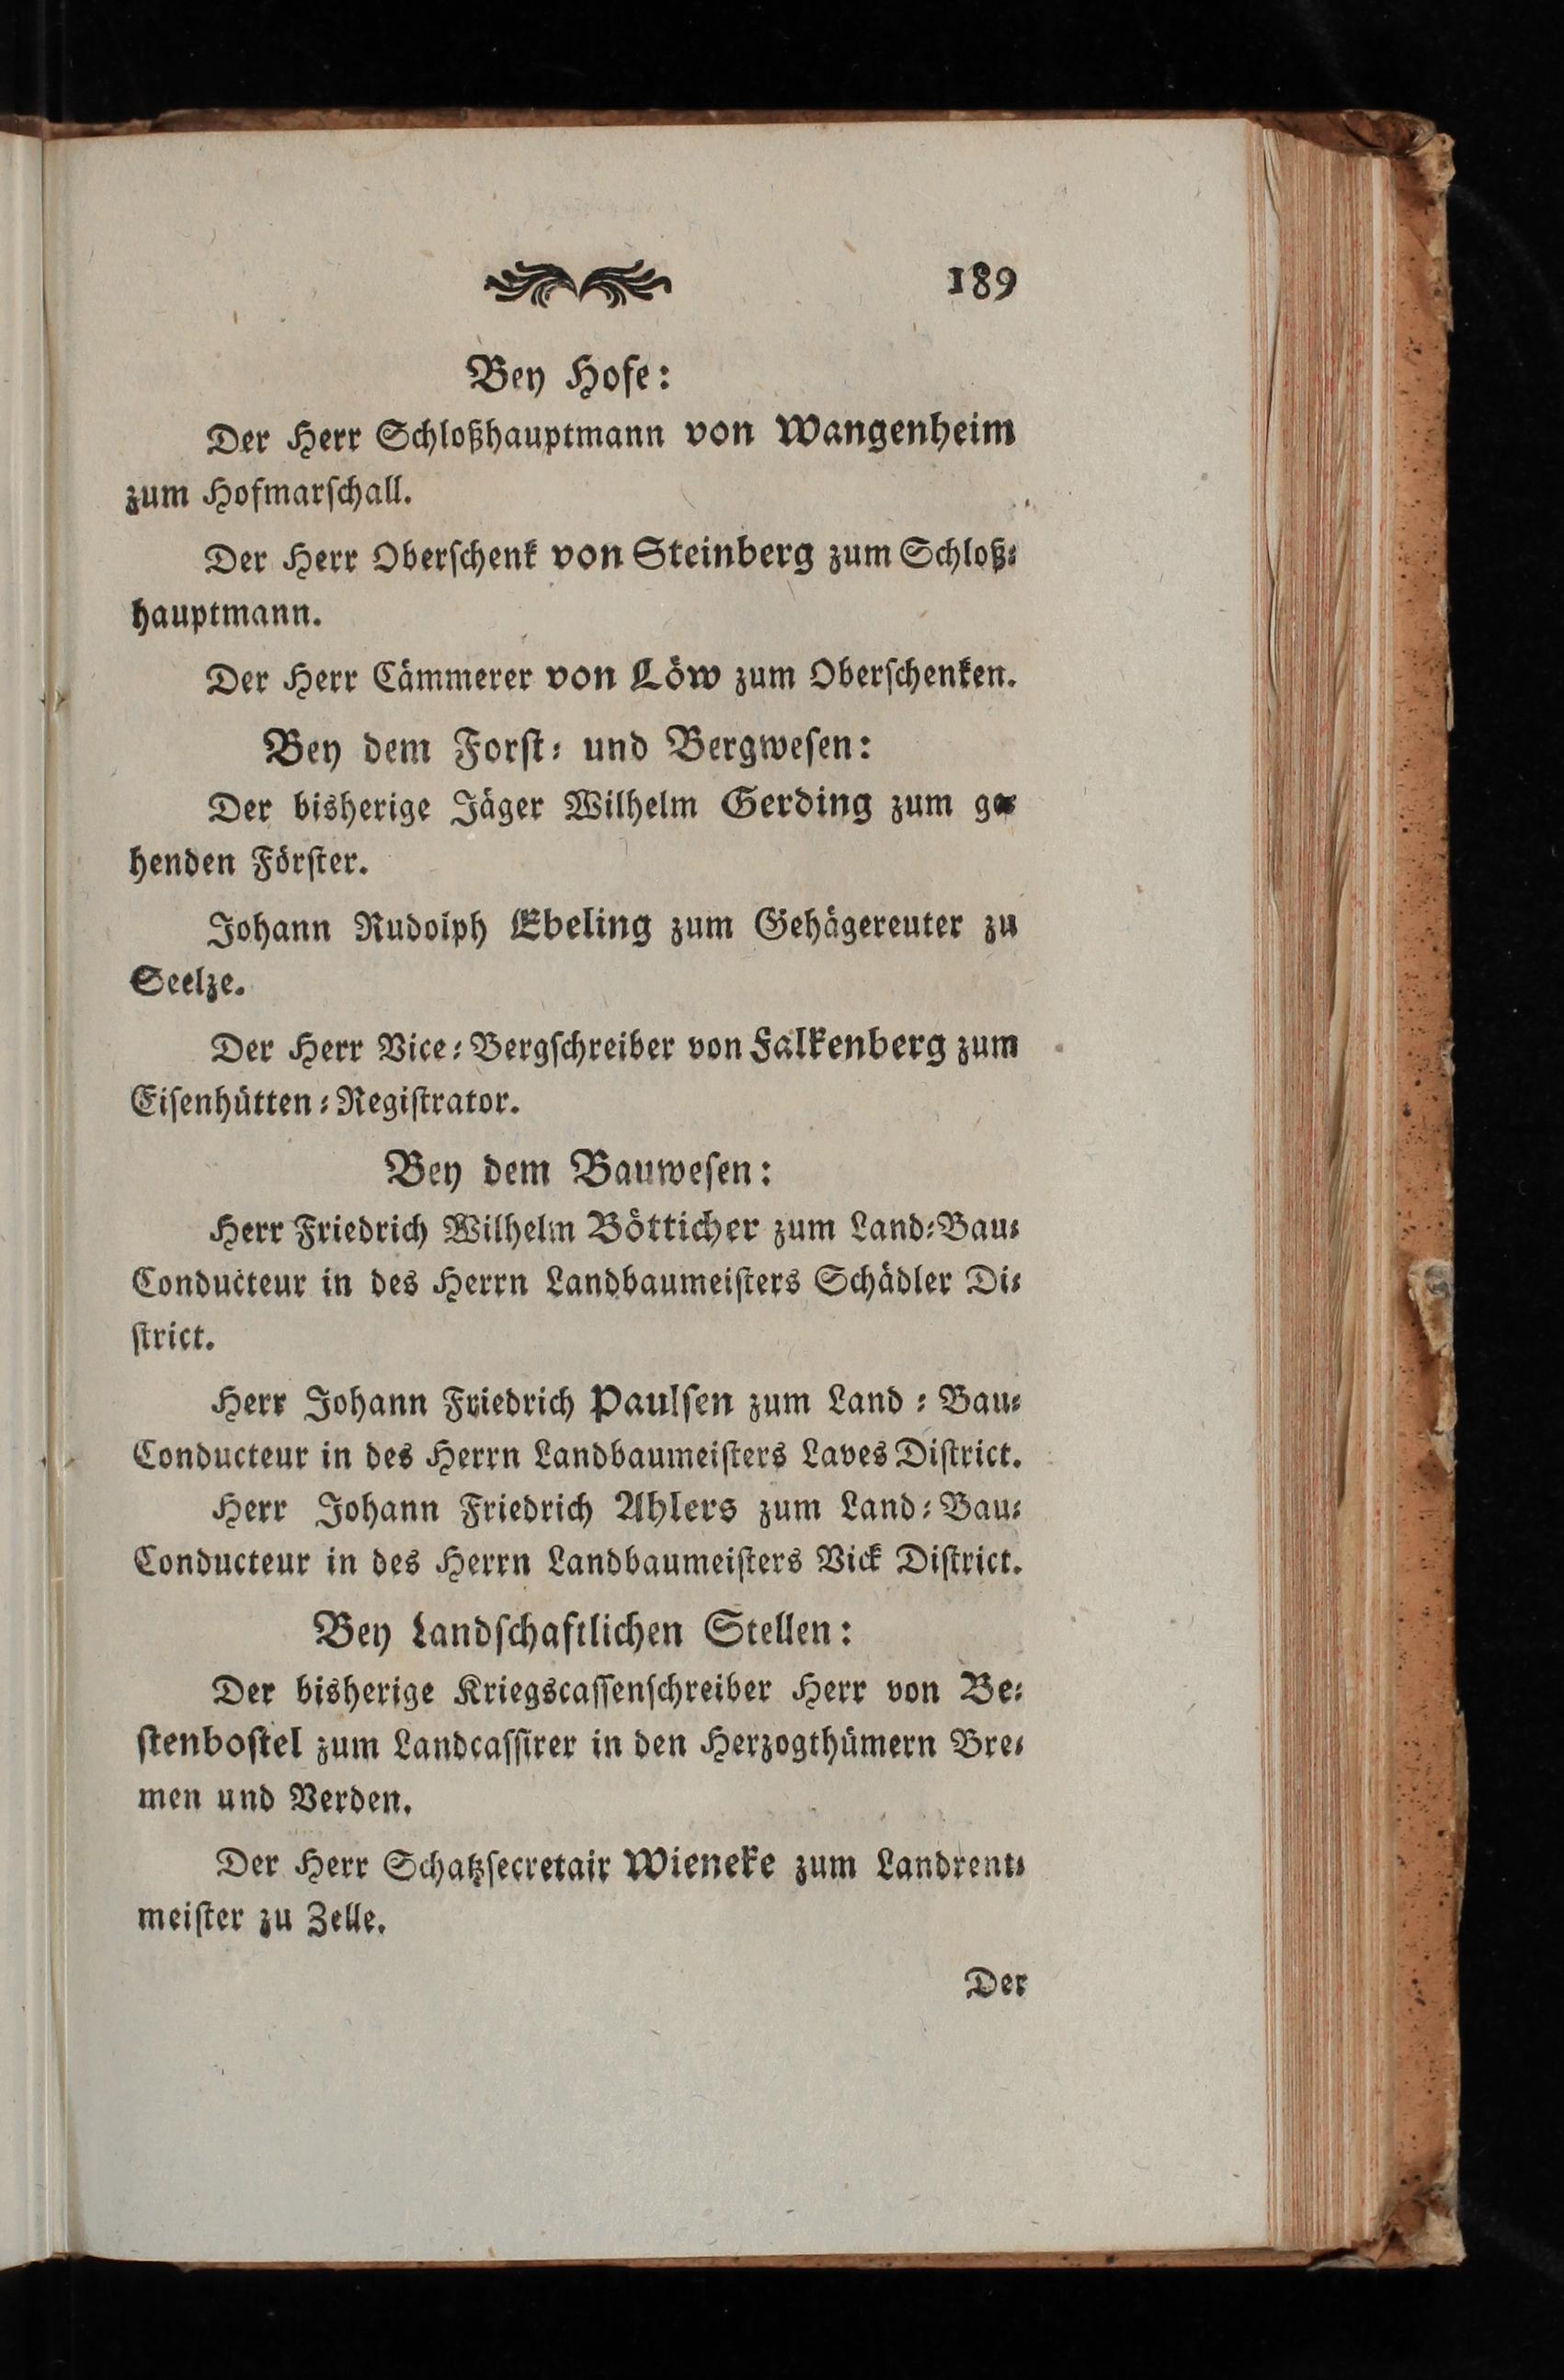 189
Bey Hofe:
Der Herr Schloßhauptmann von Wangenheim
zum Hofmarſchall.
Der Herr Oberſchenk von Steinberg zum Schloß⸗
hauptmann.
Der Herr Cämmerer von Löw zum Oberſchenken.
Bey dem Forſt⸗ und Bergweſen:
Der bisherige Jäger Wilhelm Gerding zum ge⸗
henden Förſter.
Johann Rudolph Ebeling zum Gehägereuter zu
Seelze.
Der Herr Vice⸗Bergſchreiber von Falkenberg zum
Eiſenhütten⸗Regiſtrator.
Bey dem Bauweſen:
Herr Friedrich Wilhelm Bötticher zum Land⸗Bau⸗
Conducteur in des Herrn Landbaumeiſters Schädler Di⸗
ſtrict.
Herr Johann Friedrich Paulſen zum Land⸗Bau⸗
Conducteur in des Herrn Landbaumeiſters Laves Diſtrict.
Herr Johann Friedrich Ahlers zum Land⸗Bau⸗
Conducteur in des Herrn Landbaumeiſters Vick Diſtrict.
Bey Landſchaftlichen Stellen:
Der bisherige Kriegscaſſenſchreiber Herr von Be⸗
ſtenboſtel zum Landcaſſirer in den Herzogthümern Bre⸗
men und Verden.
Der Herr Schatzſecretair Wieneke zum Landrent⸗
meiſter zu Zelle.
Der